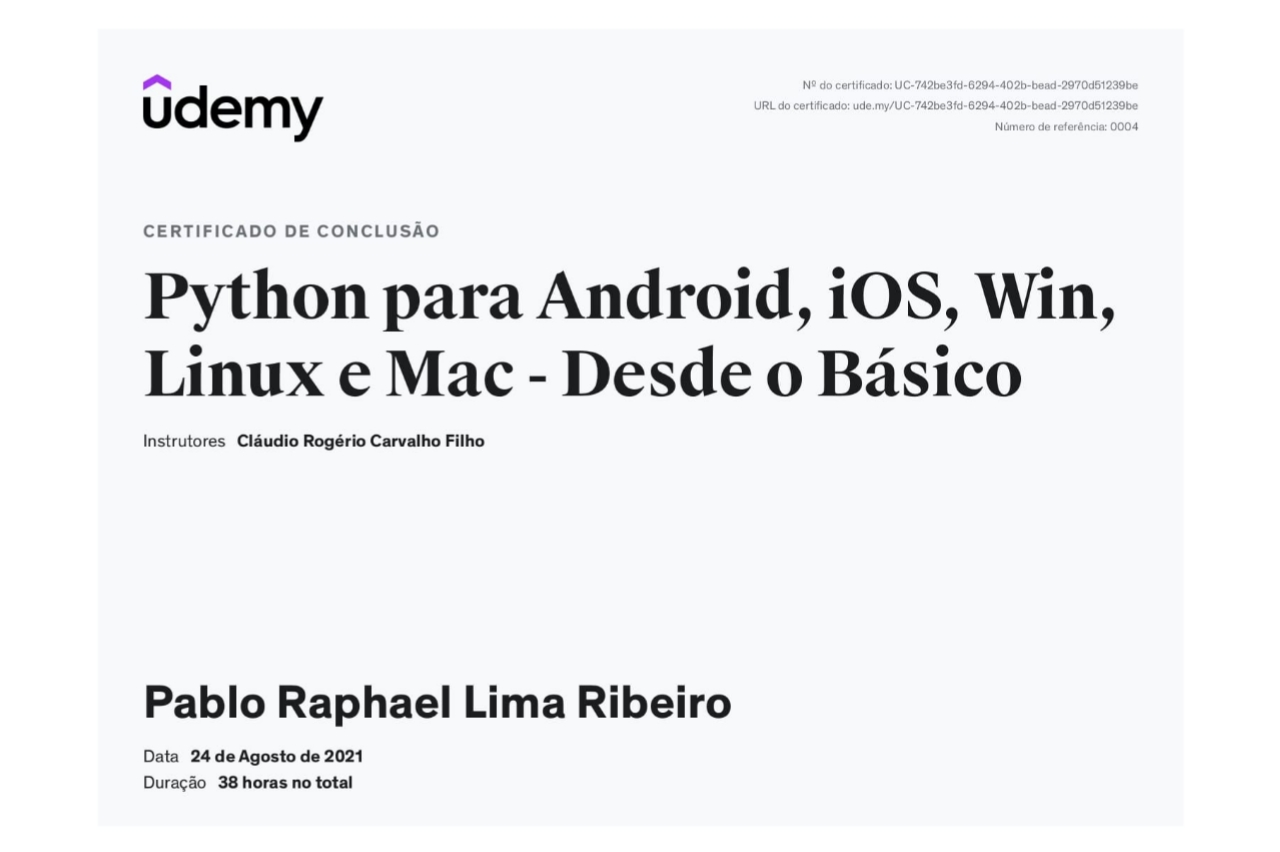 udemy
Nº do certificado: UC-742be3fd-6294-402b-bead-2970d51239be
URL do certificado: ude.my/UC-742be3fd-6294-402b-bead-2970d51239be
Número de referência: 0004
CERTIFICADO DE CONCLUSÃO
Python para Android, iOS, Win,
Linux e Mac - Desde o Básico
Instrutores Cláudio Rogério Carvalho Filho
Pablo Raphael Lima Ribeiro
Data 24 de Agosto de 2021
Duração 38 horas no total